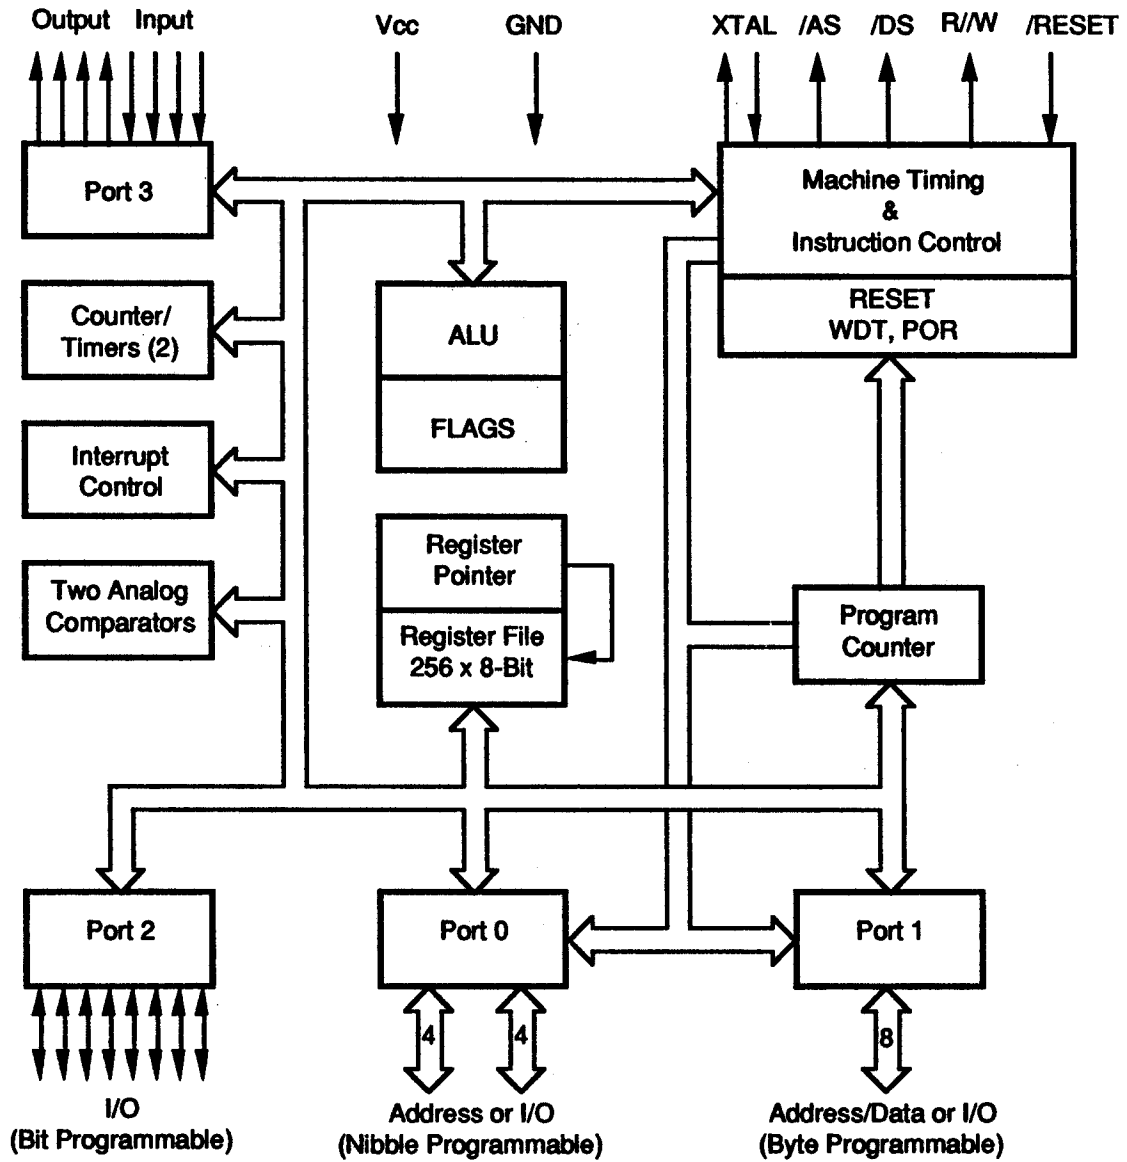 Output Input Vcc GND XTAL /AS /DS R//W /RESET
Port 3
Machine Timing
&
Instruction Control
RESET
WDT, POR
Counter/
Timers (2)
ALU
FLAGS
Interrupt
Control
Two Analog
Comparators
Register
Pointer
Register File
256 x 8-Bit
Program
Counter
Port 2
Port 0
Port 1
4
4
8
I/O
(Bit Programmable)
Address or I/O
(Nibble Programmable)
Address/Data or I/O
(Byte Programmable)